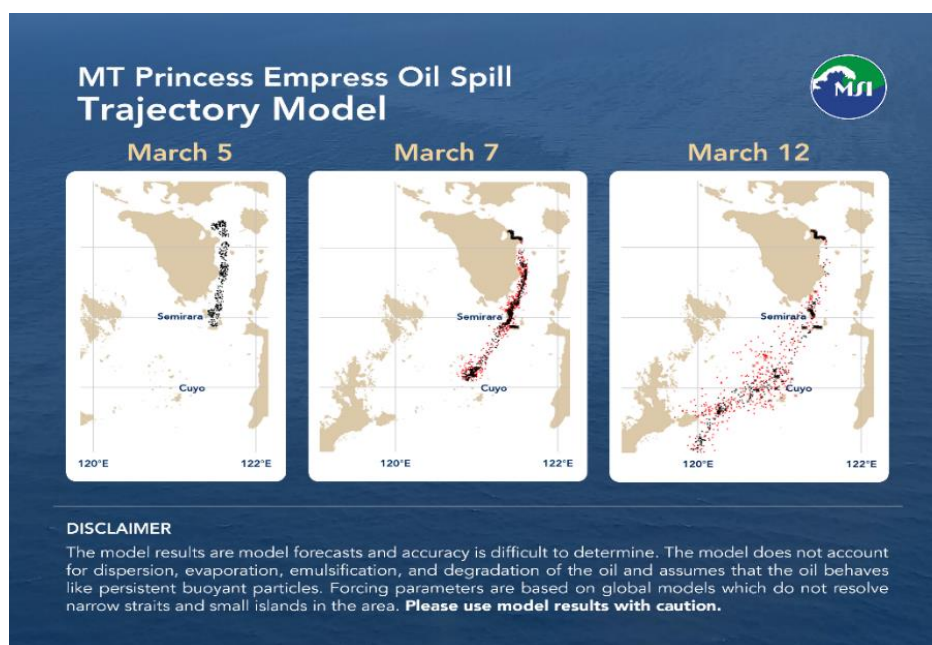 MT Princess Empress Oil Spill
Trajectory Model
MSI
March 5
March 7
March 12
Semirara
Cuyo
120°E
122°E
Semirara
Cuyo
120°E
122°E
Semirara
Cuyo
120°E
122°E
DISCLAIMER
The model results are model forecasts and accuracy is difficult to determine. The model does not account
for dispersion, evaporation, emulsification, and degradation of the oil and assumes that the oil behaves
like persistent buoyant particles. Forcing parameters are based on global models which do not resolve
narrow straits and small islands in the area. Please use model results with caution.